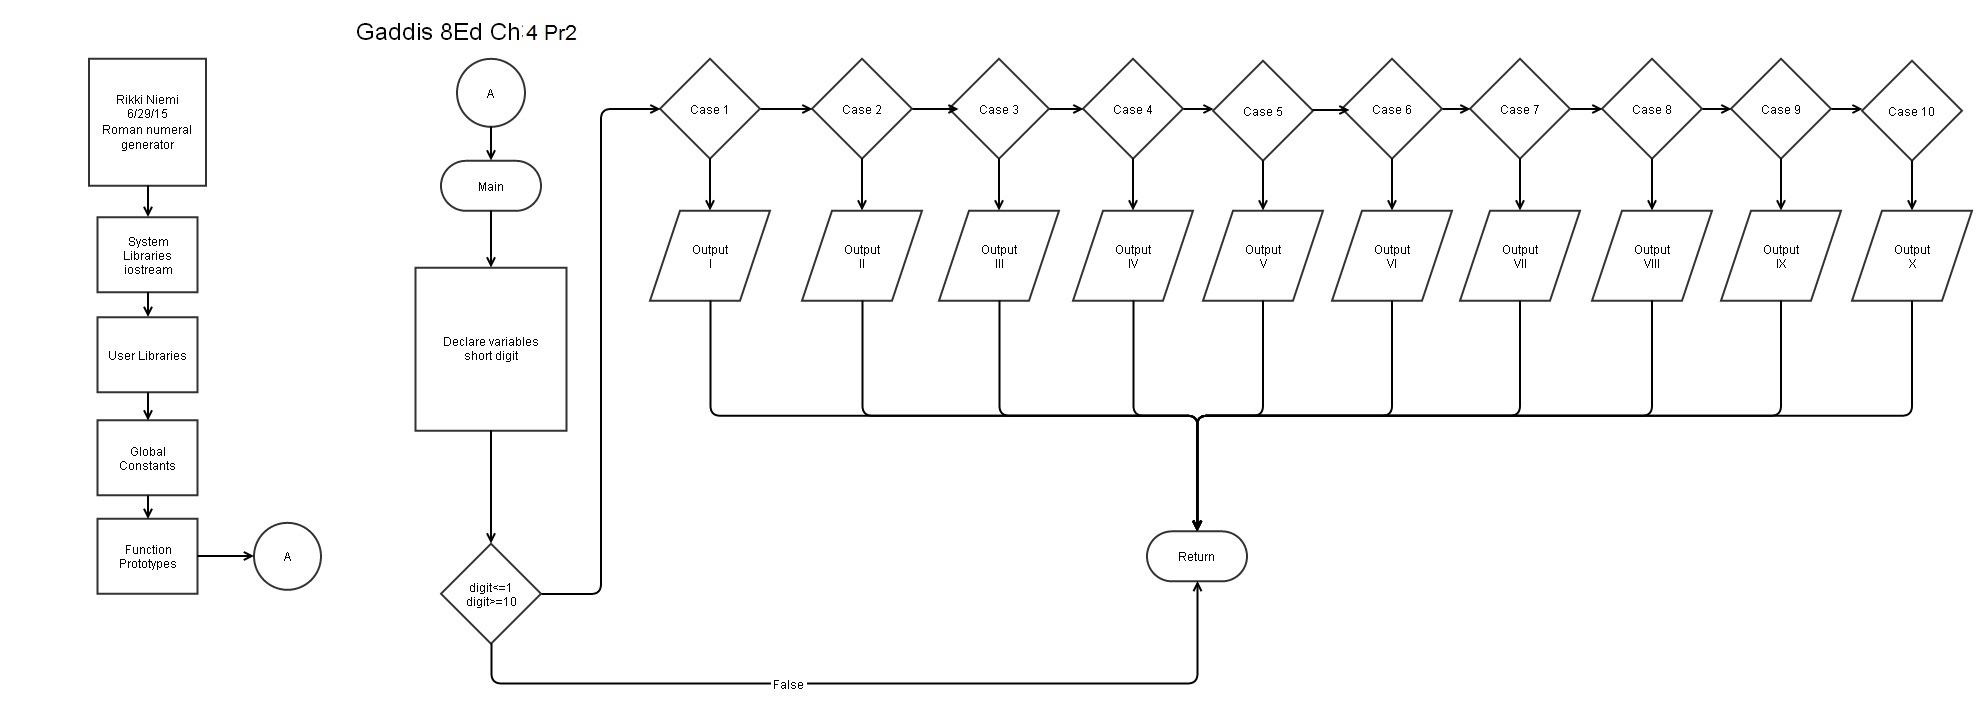 Gaddis 8Ed Ch 4 Pr2
Rikki Niemi
6/29/15
Roman numeral
generator
System
Libraries
iostream
User Libraries
Global
Constants
Function
Prototypes
A
A
Main
Declare variables
short digit
digit<=1
digit>=10
False
Case 1
Case 2
Case 3
Case 4
Case 5
Case 6
Case 7
Case 8
Case 9
Case 10
Output
I
Output
II
Output
III
Output
IV
Output
V
Output
VI
Output
VII
Output
VIII
Output
IX
Output
X
Return